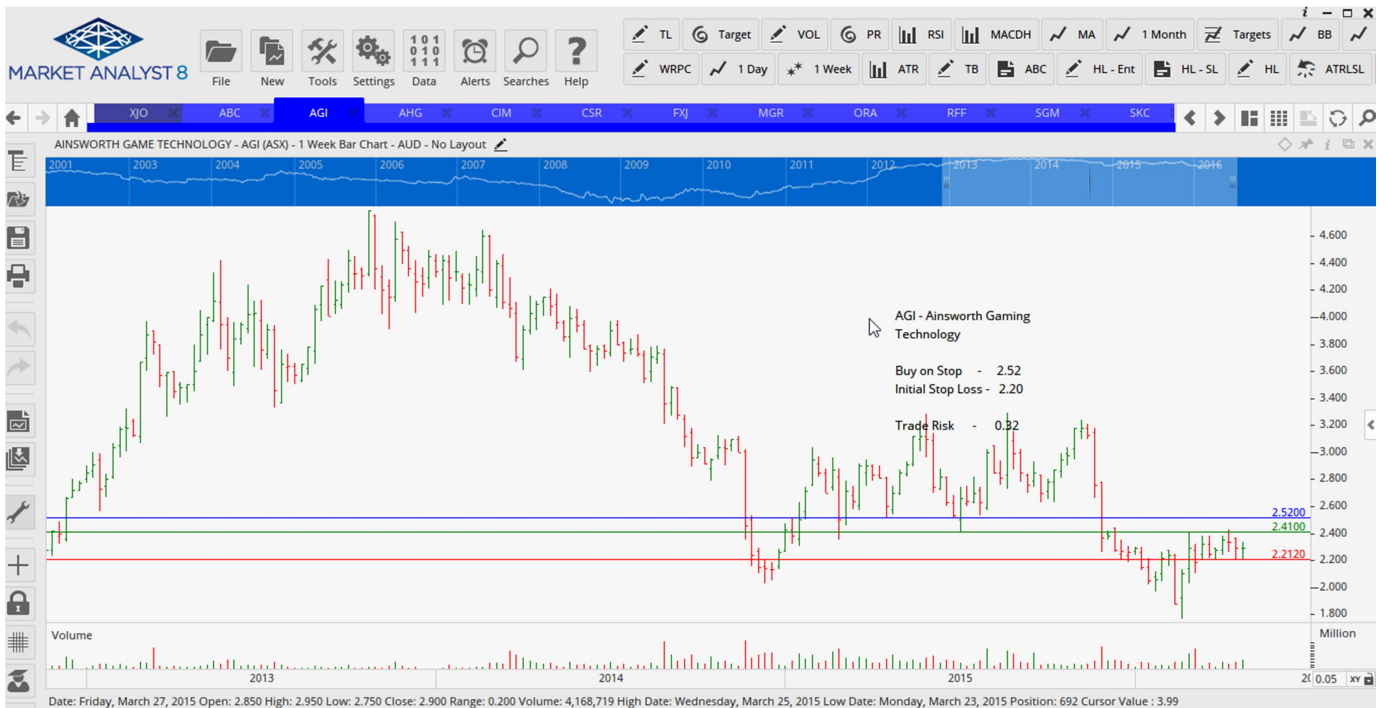 i
MARKET ANALYST 8
File
New
101
010
111
Tools
Settings
Data
Alerts
Searches
Help
TL
Target
VOL
PR
RSI
MACDH
MA
1 Month
Targets
BB
WRPC
1 Day
1 Week
ATR
TB
ABC
HL - Ent
HL - SL
HL
ATRLSL
XJO
ABC
AGI
AHG
CIM
CSR
FXJ
MGR
ORA
RFF
SGM
SKC
AINSWORTH GAME TECHNOLOGY - AGI (ASX) - 1 Week Bar Chart - AUD - No Layout
i
2001 2003 2004 2005 2006 2007 2008 2009 2010 2011 2012 2013 2014 2015 2016
AGI - Ainsworth Gaming
Technology
Buy on Stop - 2.52
Initial Stop Loss - 2.20
Trade Risk - 0.32
4.600
4.400
4.200
4.000
3.800
3.600
3.400
3.200
3.000
2.800
2.600
2.400
2.200
2.000
1.800
2.5200
2.4100
2.2120
Volume
Million
2013
2014
2015
0.05
XY
Date: Friday, March 27, 2015 Open: 2.850 High: 2.950 Low: 2.750 Close: 2.900 Range: 0.200 Volume: 4,168,719 High Date: Wednesday, March 25, 2015 Low Date: Monday, March 23, 2015 Position: 692 Cursor Value : 3.99